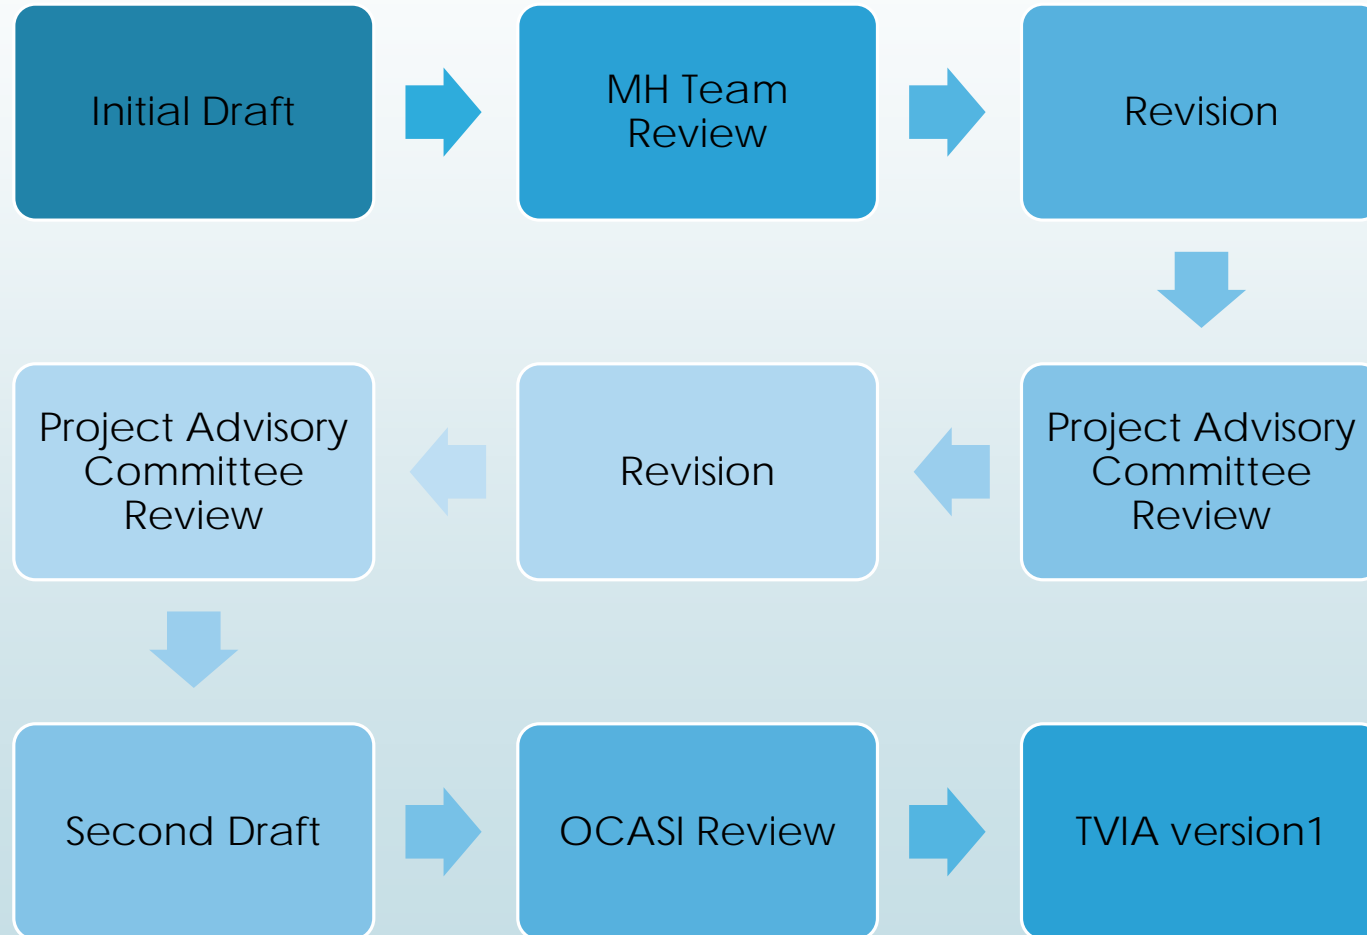 Initial Draft
MH Team
Review
Revision
Project Advisory
Committee
Review
Revision
Project Advisory
Committee
Review
Second Draft
OCASI Review
TVIA version1